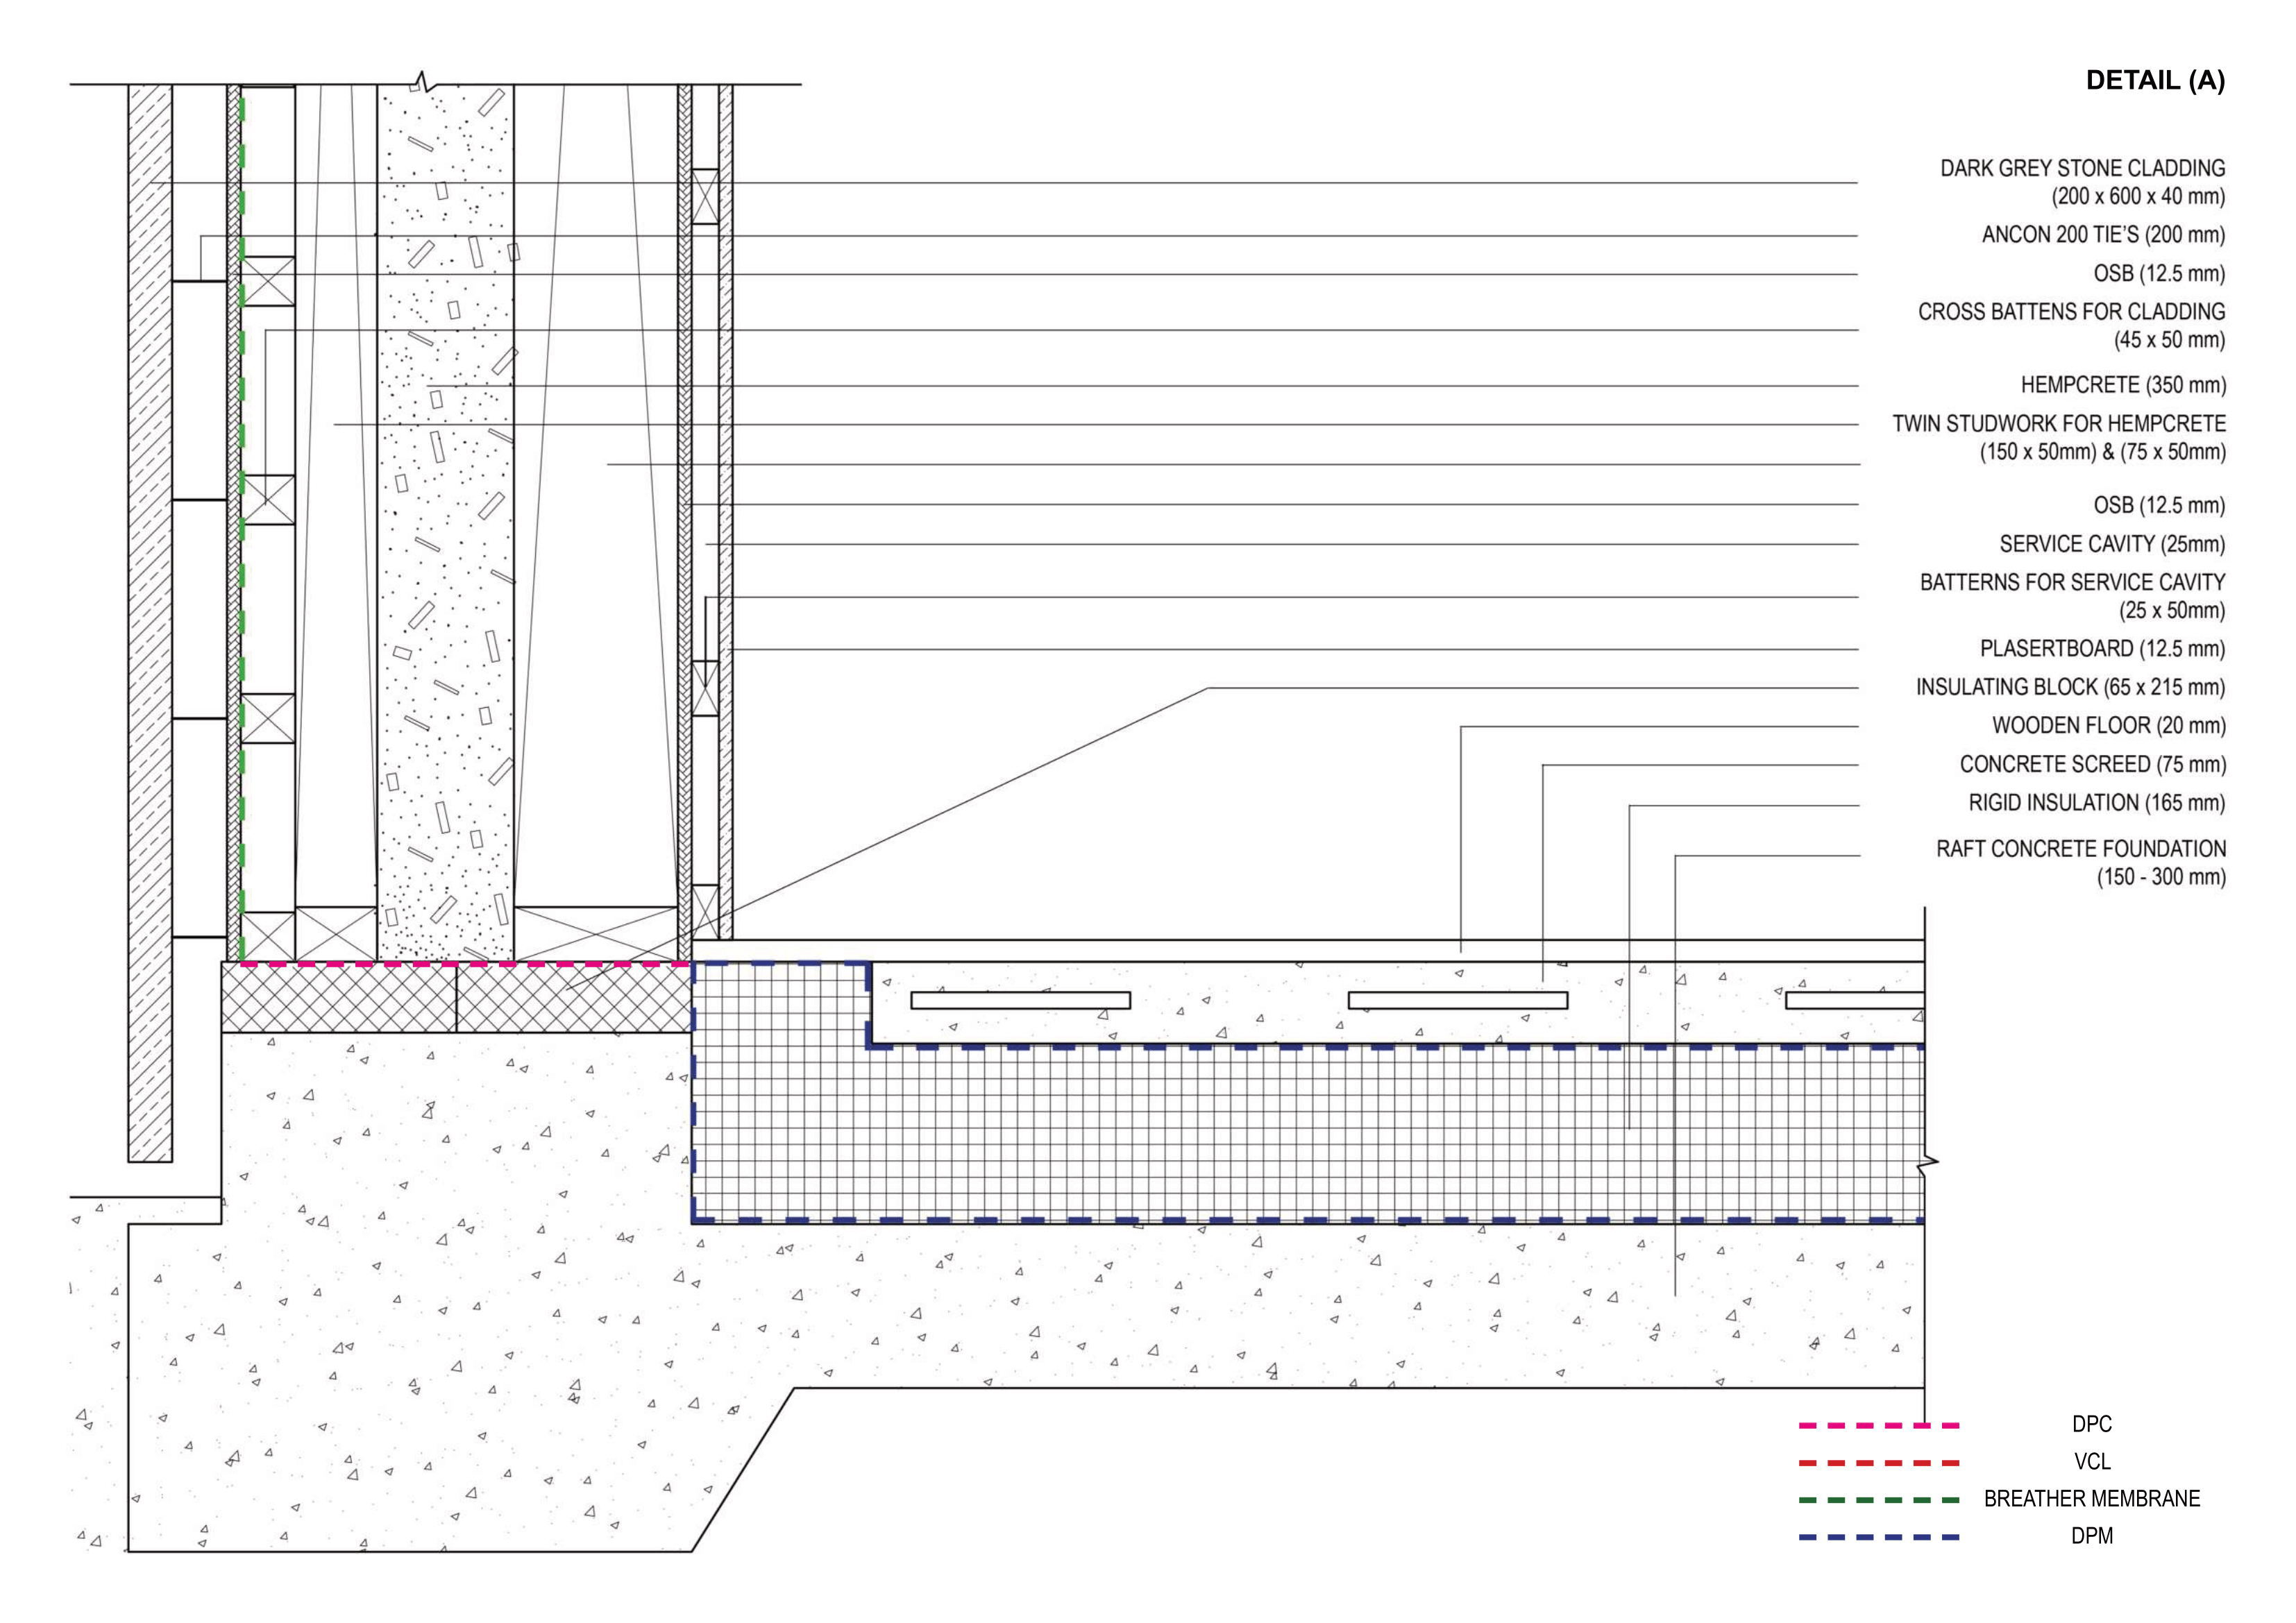 DETAIL (A)
DARK GREY STONE CLADDING
(200 x 600 x 40 mm)
ANCON 200 TIE'S (200 mm)
OSB (12.5 mm)
CROSS BATTENS FOR CLADDING
(45 x 50 mm)
HEMPCRETE (350 mm)
TWIN STUDWORK FOR HEMPCRETE
(150 x 50mm) & (75 x 50mm)
OSB (12.5 mm)
SERVICE CAVITY (25mm)
BATTERNS FOR SERVICE CAVITY
(25 x 50mm)
PLASERTBOARD (12.5 mm)
INSULATING BLOCK (65 x 215 mm)
WOODEN FLOOR (20 mm)
CONCRETE SCREED (75 mm)
RIGID INSULATION (165 mm)
RAFT CONCRETE FOUNDATION
(150 - 300 mm)
DPC
VCL
BREATHER MEMBRANE
DPM